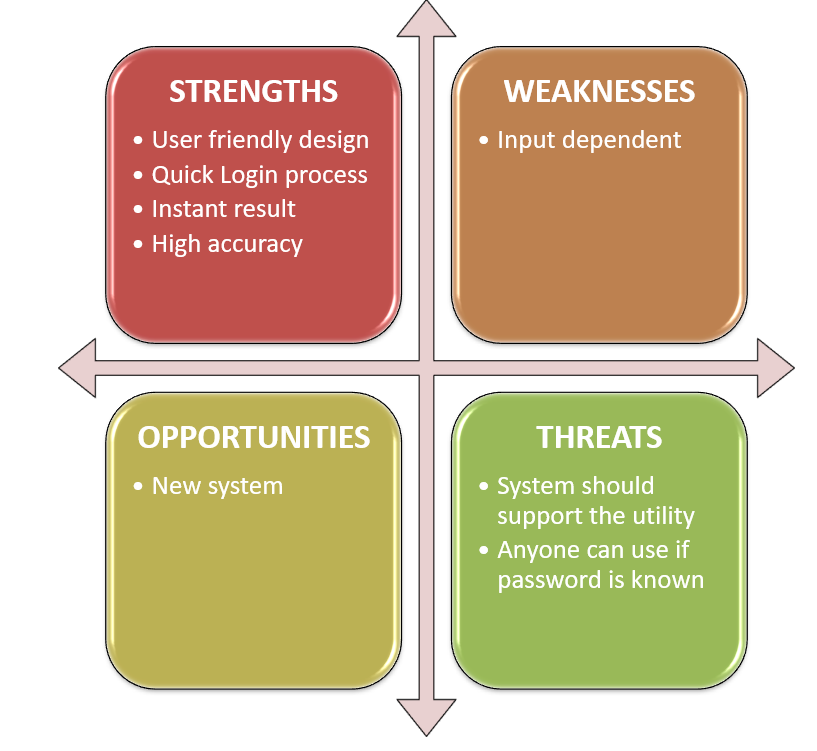 STRENGTHS
• User friendly design
• Quick Login process
• Instant result
• High accuracy
WEAKNESSES
• Input dependent
OPPORTUNITIES
• New system
THREATS
• System should
support the utility
• Anyone can use if
password is known